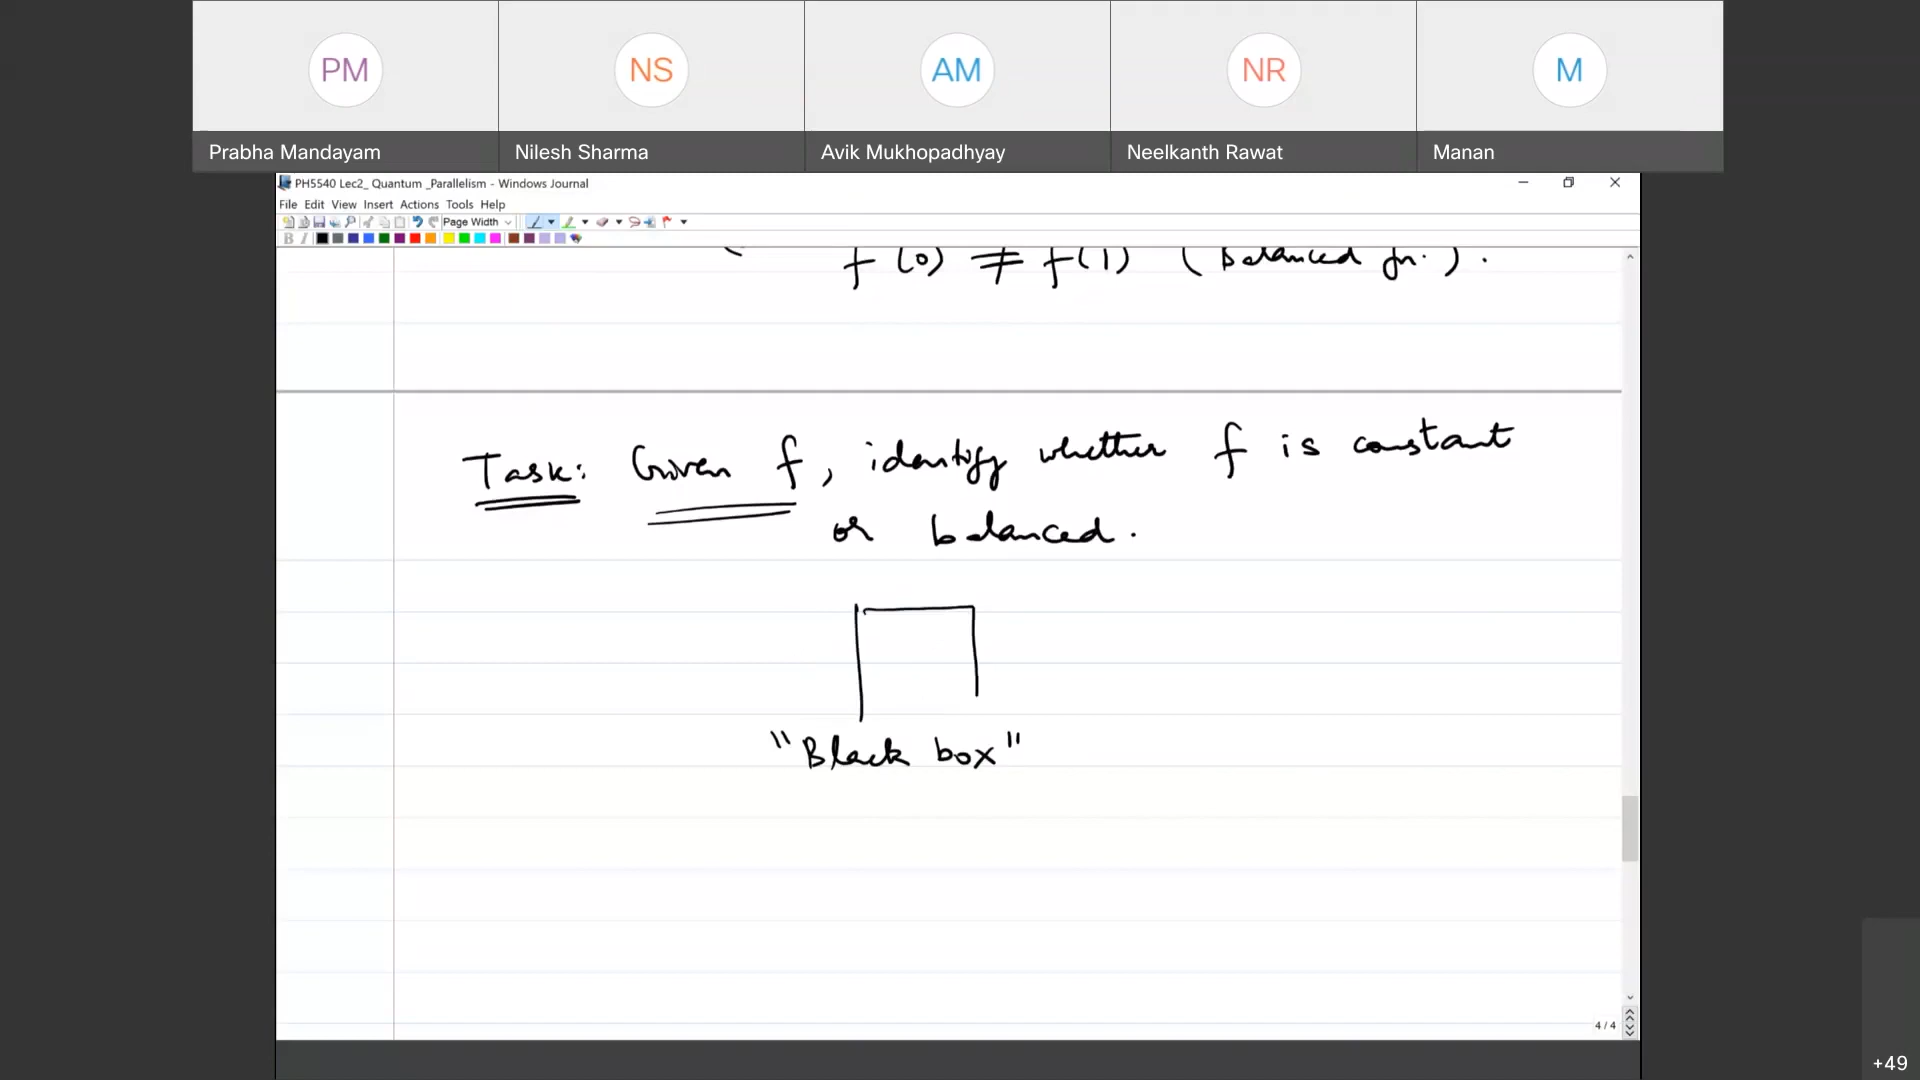 PM
NS
AM
NR
M
Prabha Mandayam
Nilesh Sharma
Avik Mukhopadhyay
Neelkanth Rawat
Manan
PH5540 Lec2_ Quantum _Parallelism - Windows Journal
File Edit View Insert Actions Tools Help
Page Width
B I
f(0) ≠ f(1) (Balanced fn.).
Task: Given f, identify whether f is constant
or balanced.
"Black box"
4 / 4
+49